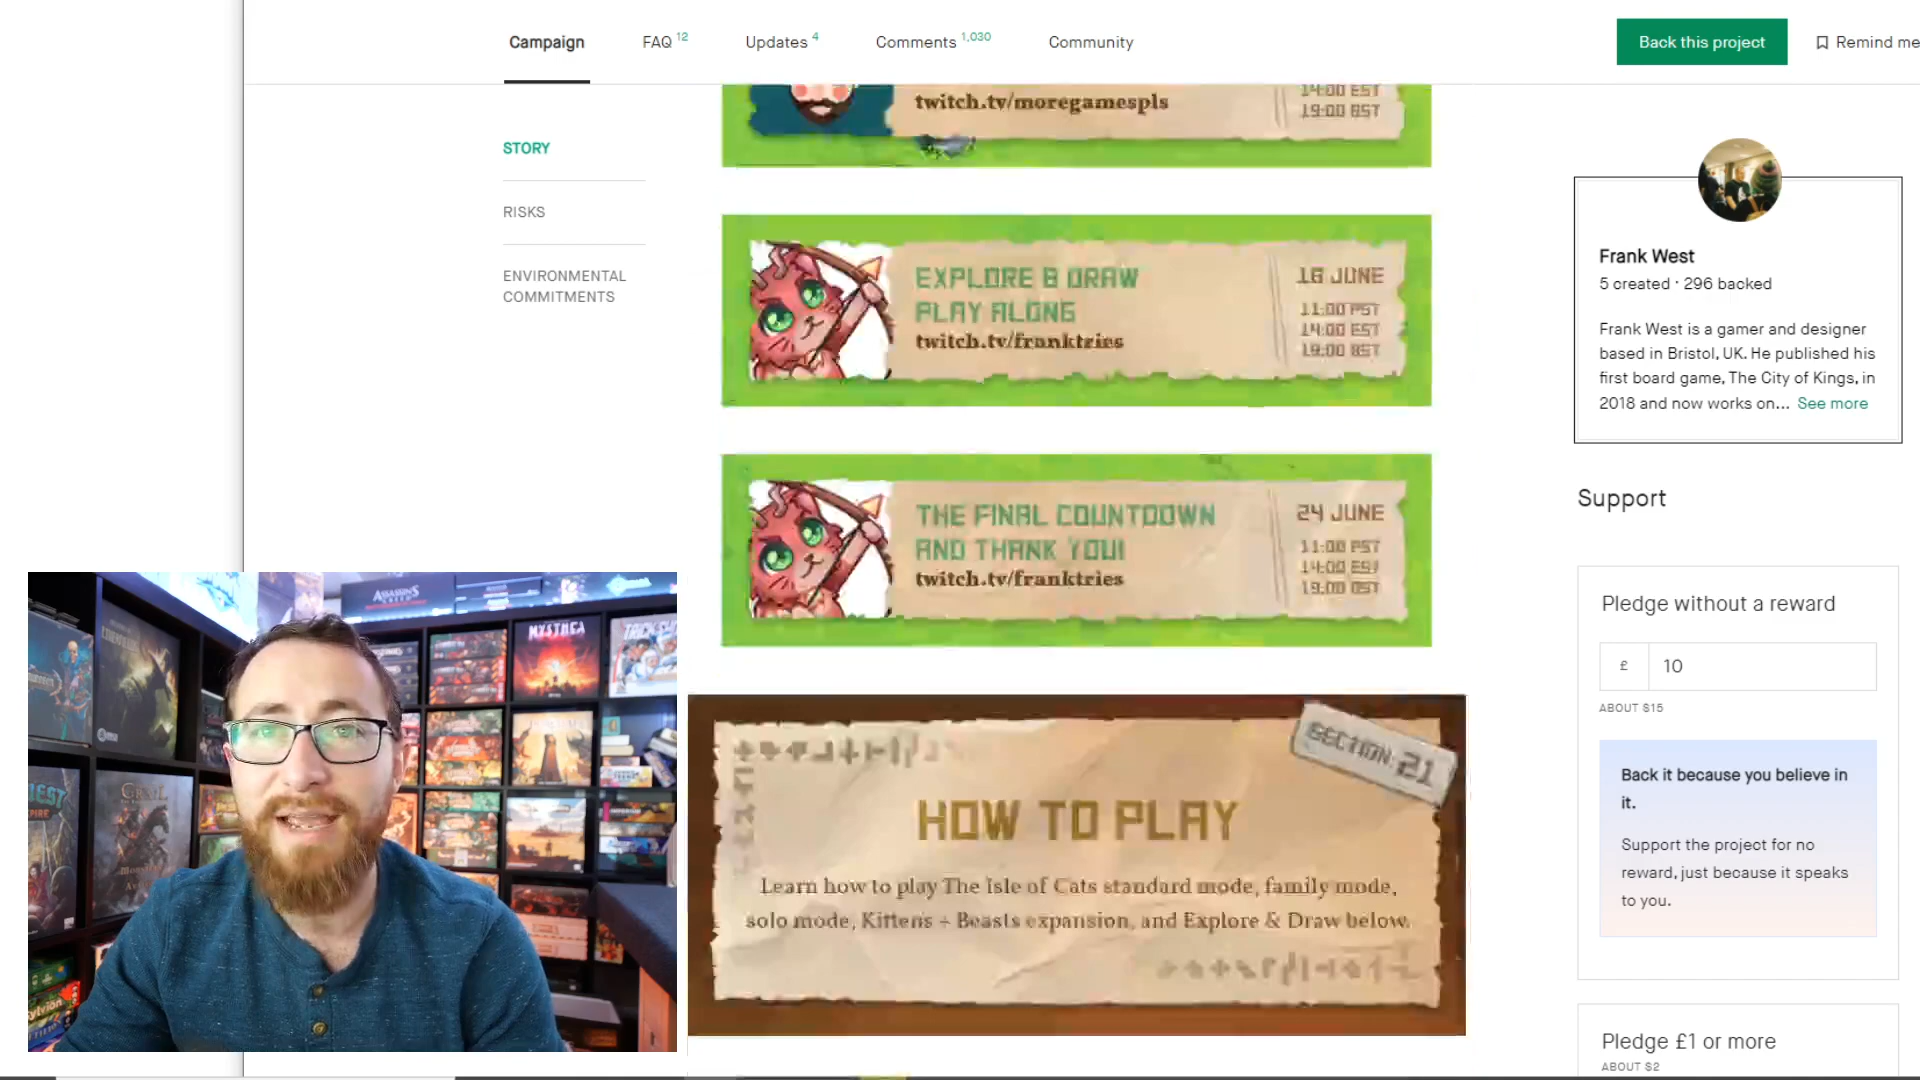 Campaign
FAQ 12
Updates 4
Comments 1,030
Community
Back this project
Remind me
STORY
RISKS
ENVIRONMENTAL
COMMITMENTS
twitch.tv/moregamespls
14:00 EST
19:00 BST
EXPLORE & DRAW
PLAY ALONG
twitch.tv/franktries
16 JUNE
11:00 PST
14:00 EST
19:00 BST
THE FINAL COUNTDOWN
AND THANK YOU!
twitch.tv/franktries
24 JUNE
11:00 PST
14:00 EST
19:00 BST
SECTION: 21
HOW TO PLAY
Learn how to play The Isle of Cats standard mode, family mode,
solo mode, Kittens + Beasts expansion, and Explore & Draw below.
Frank West
5 created · 296 backed
Frank West is a gamer and designer
based in Bristol, UK. He published his
first board game, The City of Kings, in
2018 and now works on... See more
Support
Pledge without a reward
£ 10
ABOUT $15
Back it because you believe in
it.
Support the project for no
reward, just because it speaks
to you.
Pledge £1 or more
ABOUT $2
ASSASSIN'S
MYSTHEA